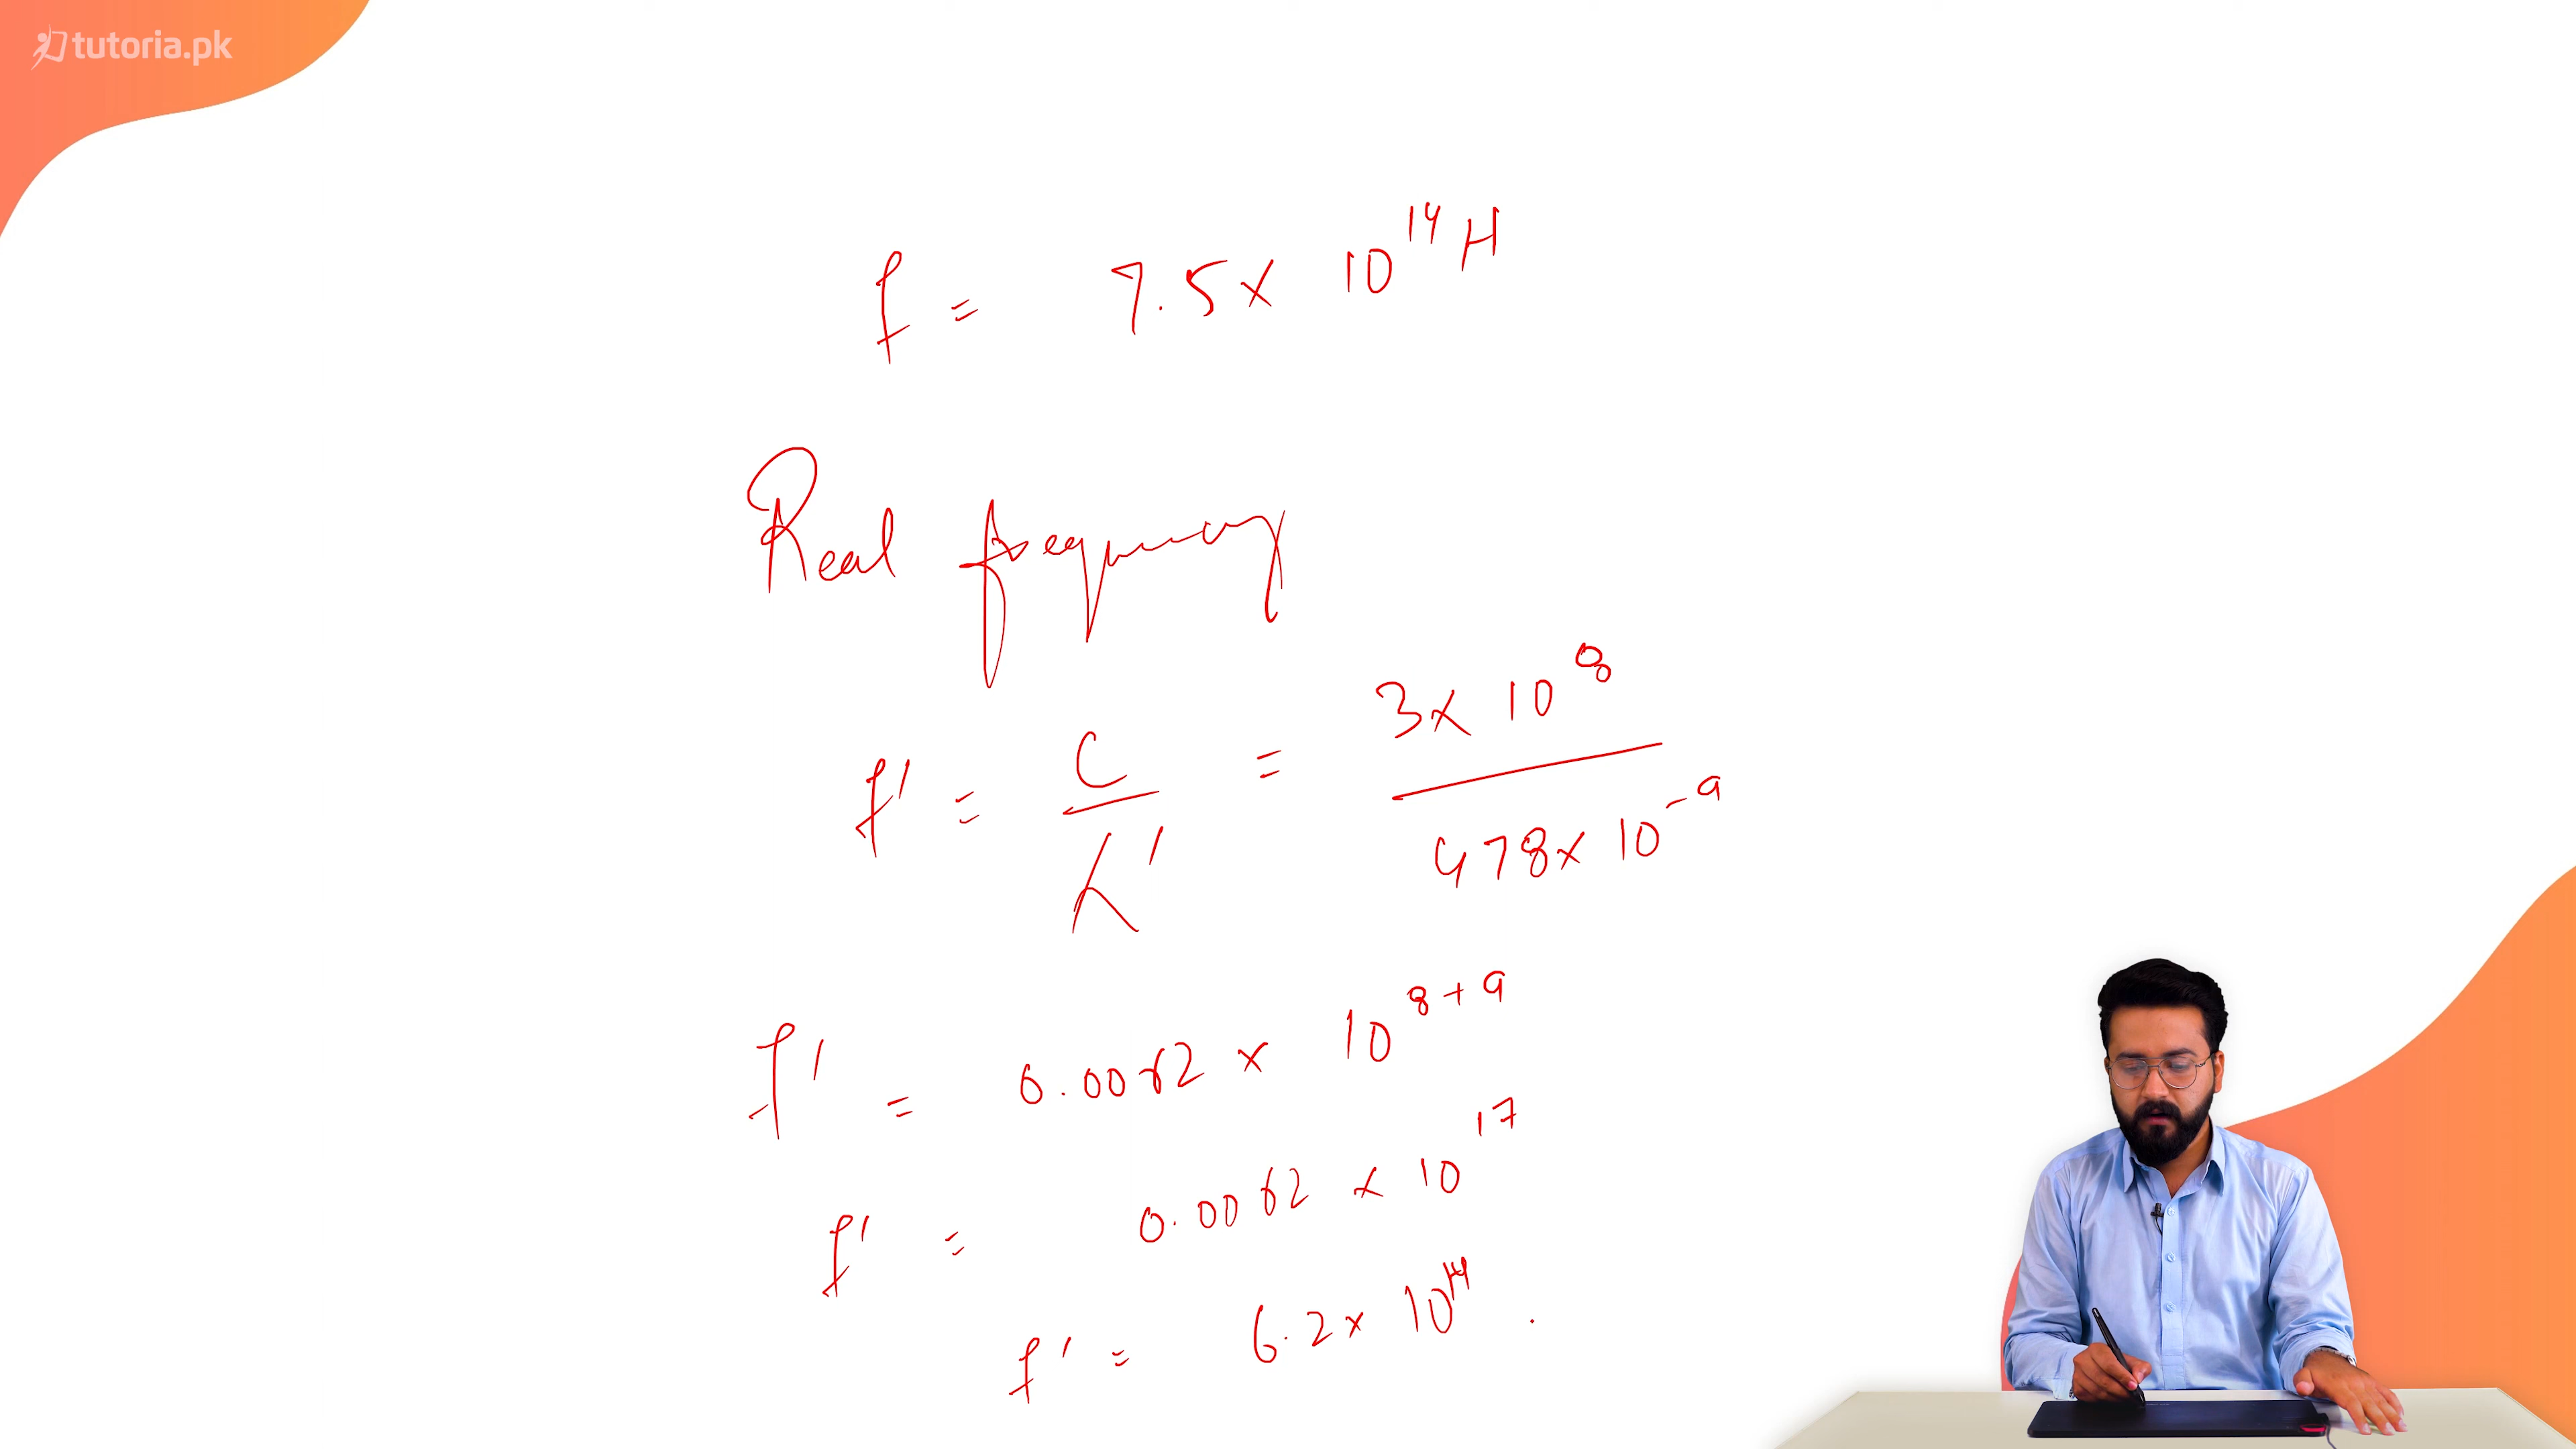 tutoria.pk
f = 7.5 x 10^14 H
Real frequency
f' = c/λ' = 3 x 10^8 / 478 x 10^-9
f' = 0.0062 x 10^8+9
f' = 0.0062 x 10^17
f' = 6.2 x 10^14 .